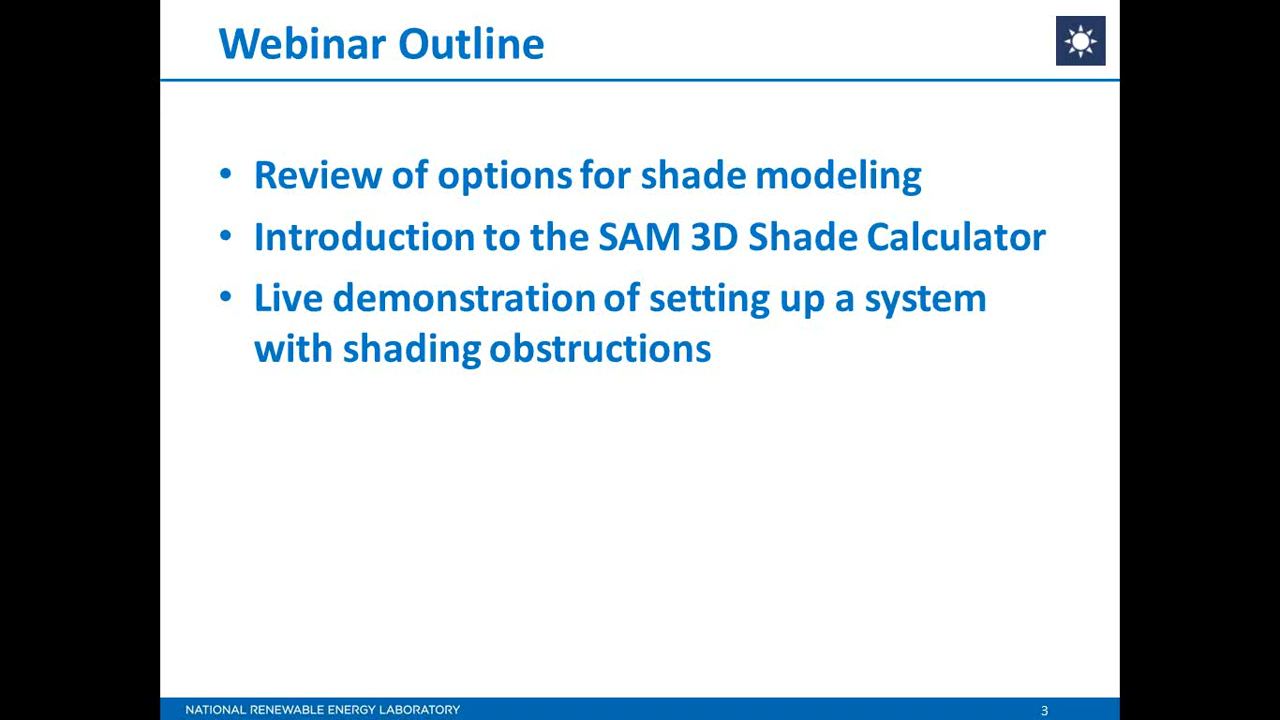 Webinar Outline
• Review of options for shade modeling
• Introduction to the SAM 3D Shade Calculator
• Live demonstration of setting up a system
with shading obstructions
NATIONAL RENEWABLE ENERGY LABORATORY
3